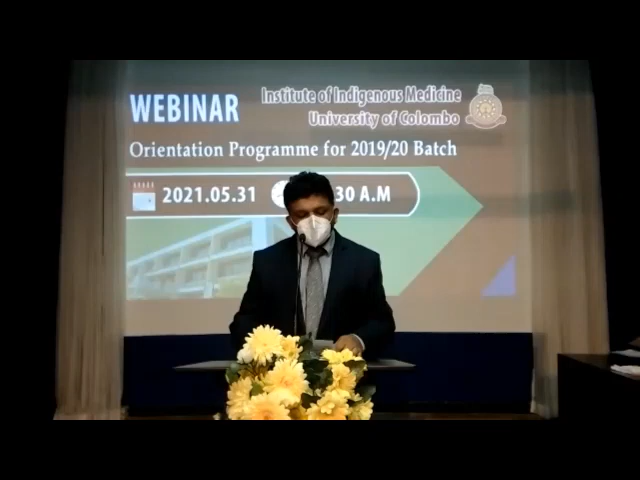 WEBINAR
Institute of Indigenous Medicine
University of Colombo
Orientation Programme for 2019/20 Batch
2021.05.31
30 A.M